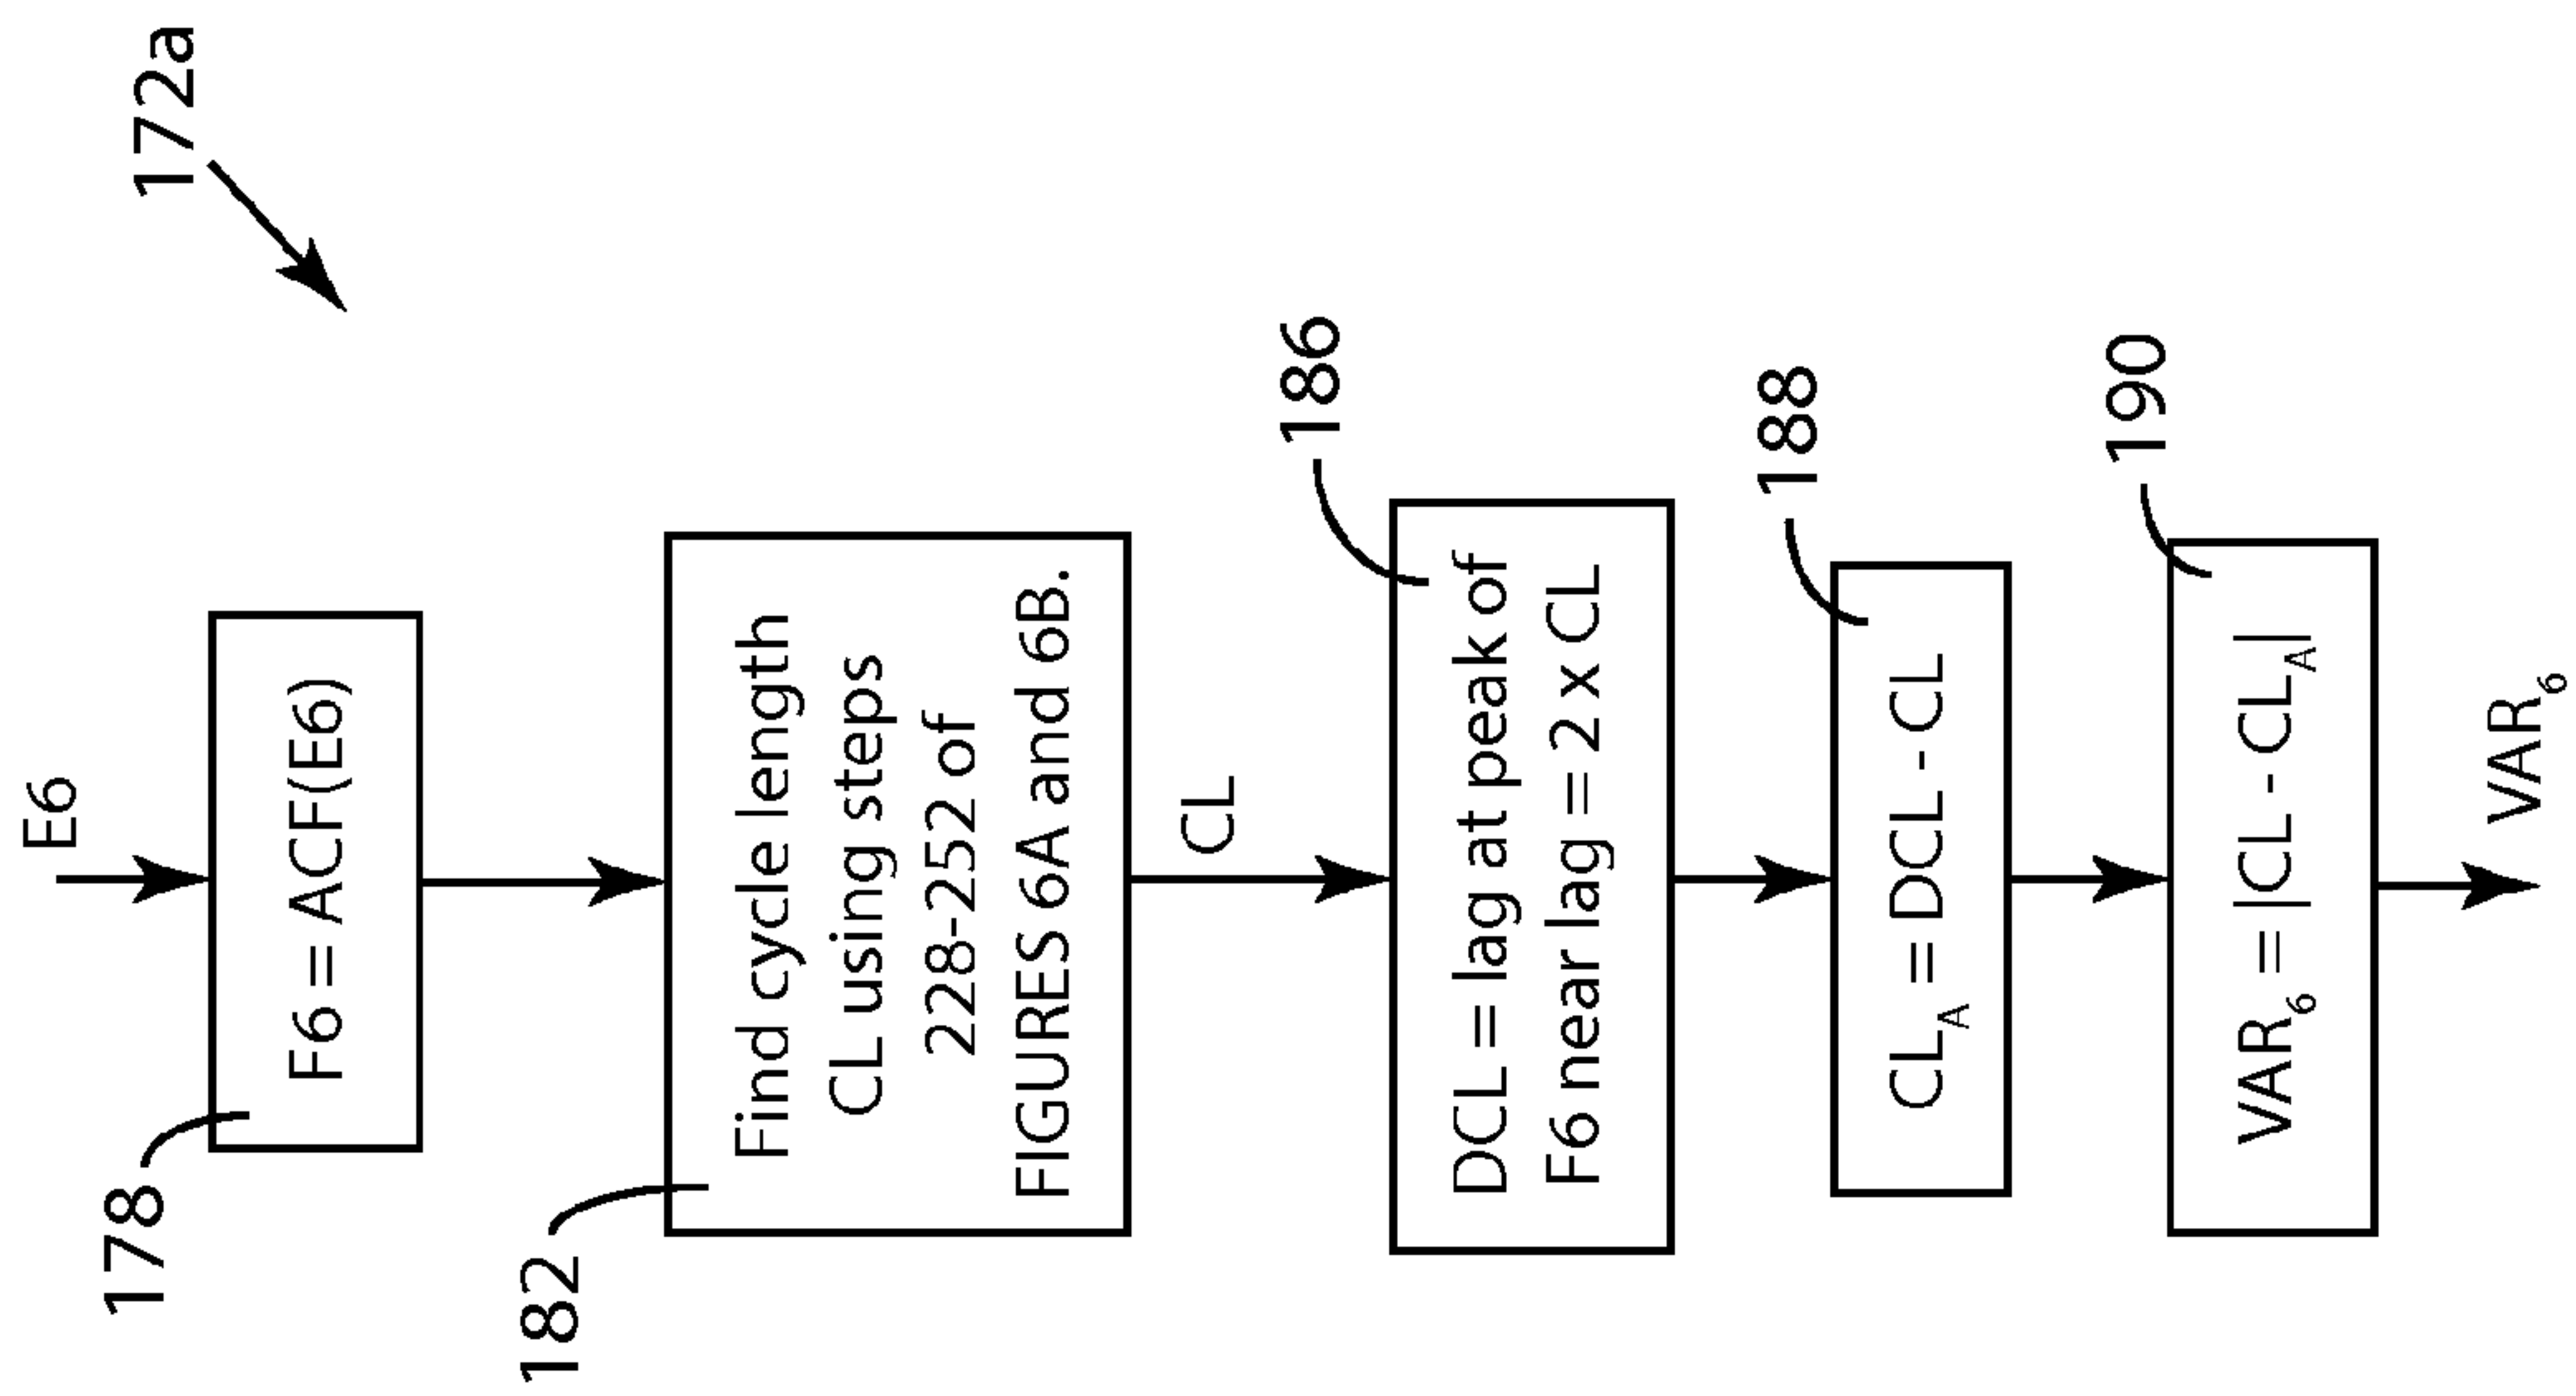 172a
E6
178
F6 = ACF(E6)
182
Find cycle length
CL using steps
228-252 of
FIGURES 6A and 6B.
CL
186
DCL = lag at peak of
F6 near lag = 2 x CL
188
CL_A = DCL - CL
190
VAR_6 = |CL - CL_A|
VAR_6